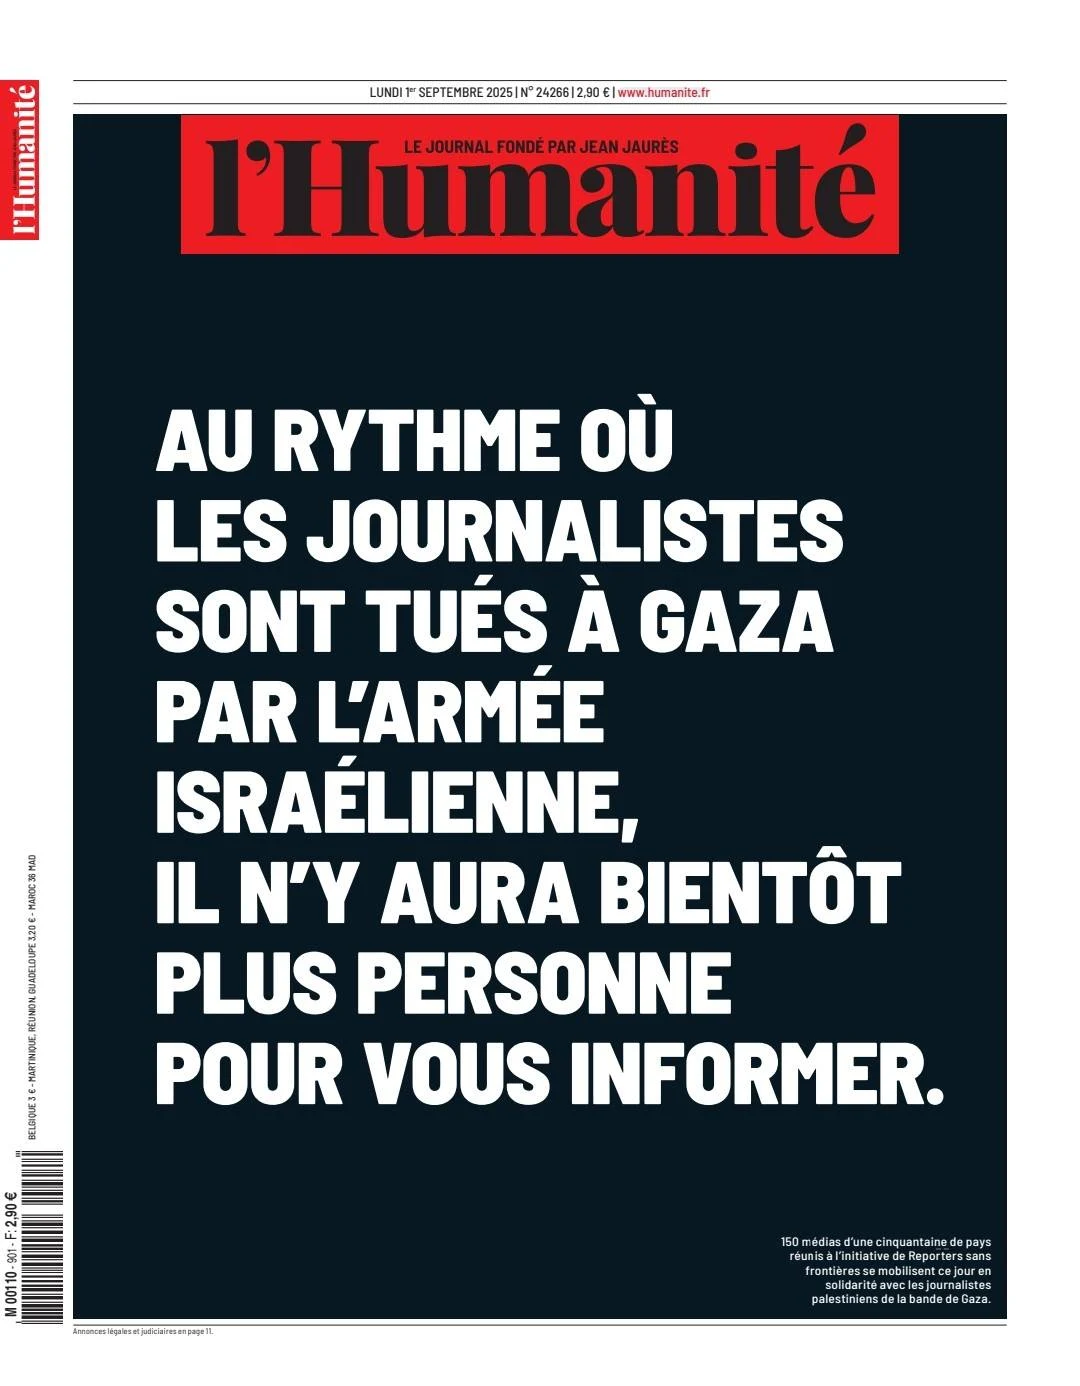 LUNDI 1er SEPTEMBRE 2025 | N° 24266 | 2,90 € | www.humanite.fr
l'Humanité
LE JOURNAL FONDÉ PAR JEAN JAURÈS
l'Humanité
AU RYTHME OÙ
LES JOURNALISTES
SONT TUÉS À GAZA
PAR L'ARMÉE
ISRAÉLIENNE,
IL N'Y AURA BIENTÔT
PLUS PERSONNE
POUR VOUS INFORMER.
BELGIQUE 3 € - MARTINIQUE, RÉUNION, GUADELOUPE 3,20 € - MAROC 36 MAD
M 00110 - 901 - F: 2,90 €
150 médias d'une cinquantaine de pays
réunis à l'initiative de Reporters sans
frontières se mobilisent ce jour en
solidarité avec les journalistes
palestiniens de la bande de Gaza.
Annonces légales et judiciaires en page 11.